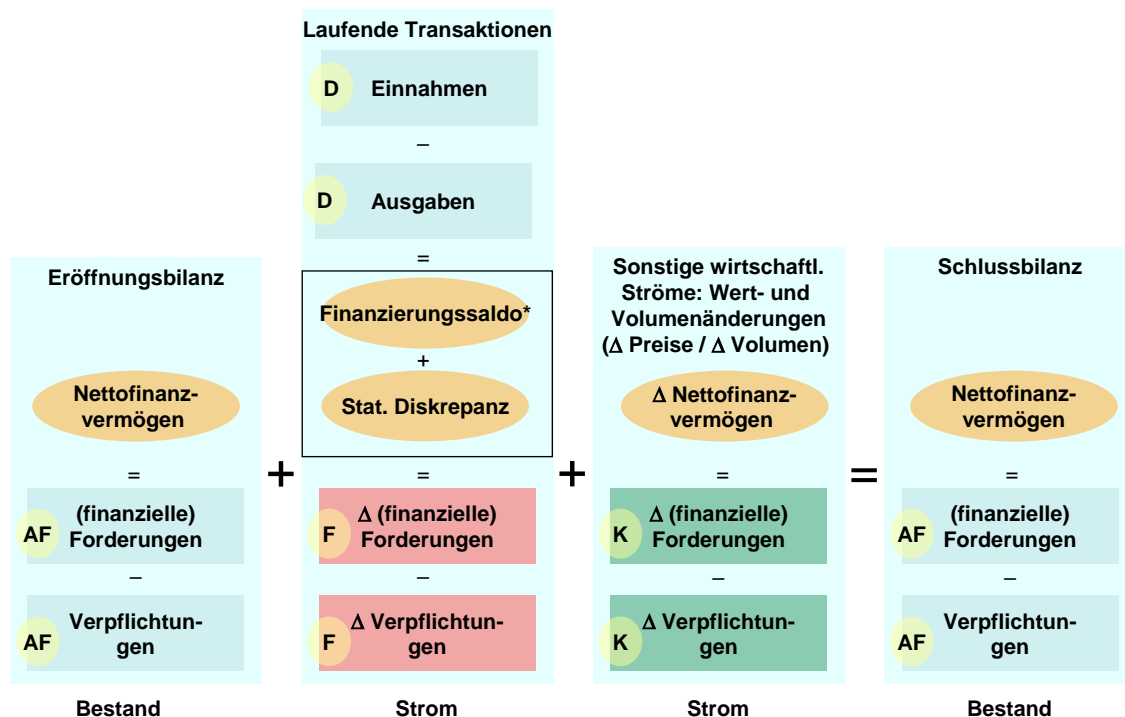 Eröffnungsbilanz
Nettofinanz-
vermögen
=
AF
(finanzielle)
Forderungen
–
AF
Verpflichtun-
gen
Bestand
+
Laufende Transaktionen
D
Einnahmen
–
D
Ausgaben
=
Finanzierungssaldo*
+
Stat. Diskrepanz
=
F
Δ (finanzielle)
Forderungen
–
F
Δ Verpflichtun-
gen
Strom
+
Sonstige wirtschaftl.
Ströme: Wert- und
Volumenänderungen
(Δ Preise / Δ Volumen)
Δ Nettofinanz-
vermögen
=
K
Δ (finanzielle)
Forderungen
–
K
Δ Verpflichtun-
gen
Strom
=
Schlussbilanz
Nettofinanz-
vermögen
=
AF
(finanzielle)
Forderungen
–
AF
Verpflichtun-
gen
Bestand